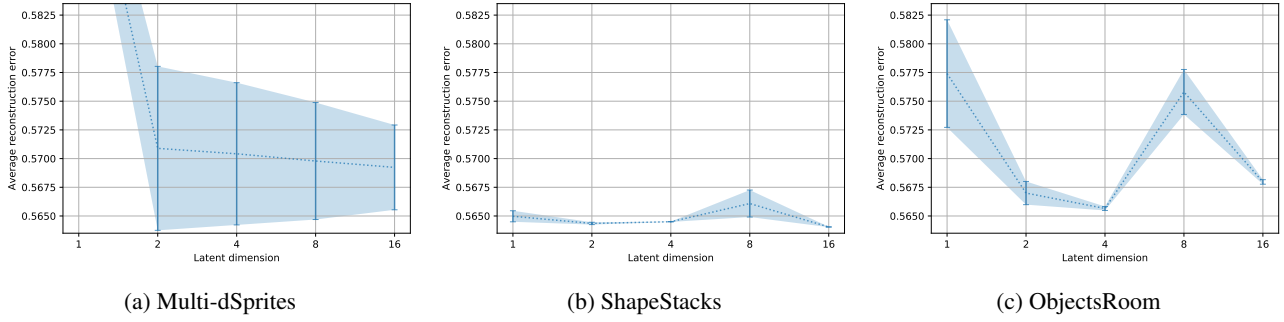 0.5825
0.5800
0.5775
0.5750
0.5725
0.5700
0.5675
0.5650
Average reconstruction error
1 2 4 8 16
Latent dimension
(a) Multi-dSprites
0.5825
0.5800
0.5775
0.5750
0.5725
0.5700
0.5675
0.5650
Average reconstruction error
1 2 4 8 16
Latent dimension
(b) ShapeStacks
0.5825
0.5800
0.5775
0.5750
0.5725
0.5700
0.5675
0.5650
Average reconstruction error
1 2 4 8 16
Latent dimension
(c) ObjectsRoom